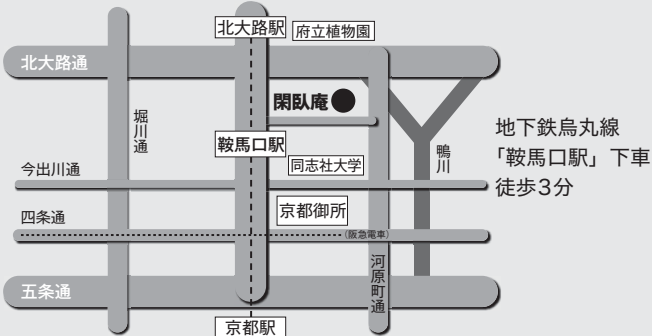 北大路駅
府立植物園
北大路通
閑臥庵
堀川通
鞍馬口駅
鴨川
地下鉄烏丸線
「鞍馬口駅」下車
徒歩3分
同志社大学
今出川通
京都御所
四条通
(阪急電車)
河原町通
五条通
京都駅